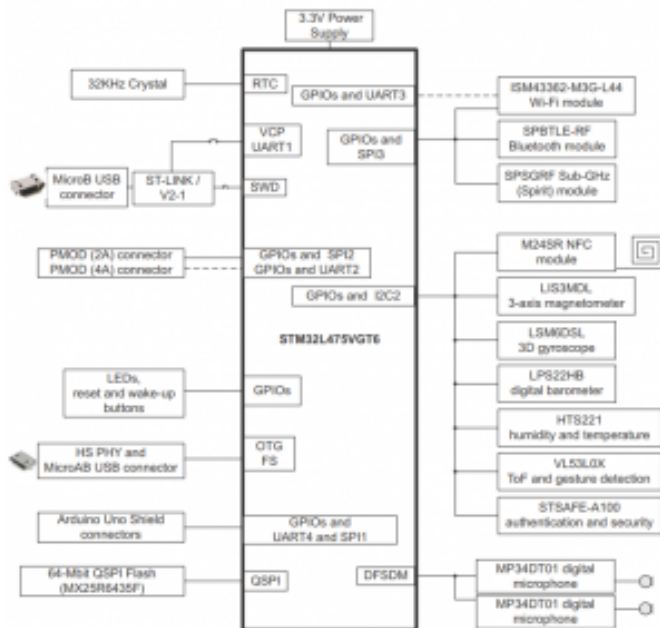 3.3V Power
Supply
32KHz Crystal
RTC
GPIOs and UART3
ISM43362-M3G-L44
Wi-Fi module
VCP
UART1
GPIOs and
SPI3
SPBTLE-RF
Bluetooth module
MicroB USB
connector
ST-LINK /
V2-1
SWD
SPSGRF Sub-GHz
(Spirit) module
PMOD (2A) connector
PMOD (4A) connector
GPIOs and SPI2
GPIOs and UART2
M24SR NFC
module
GPIOs and I2C2
LIS3MDL
3-axis magnetometer
STM32L475VGT6
LSM6DSL
3D gyroscope
LEDs,
reset and wake-up
buttons
GPIOs
LPS22HB
digital barometer
HTS221
humidity and temperature
HS PHY and
MicroAB USB connector
OTG
FS
VL53L0X
ToF and gesture detection
STSAFE-A100
authentication and security
Arduino Uno Shield
connectors
GPIOs and
UART4 and SPI1
64-Mbit QSPI Flash
(MX25R6435F)
QSPI
DFSDM
MP34DT01 digital
microphone
MP34DT01 digital
microphone